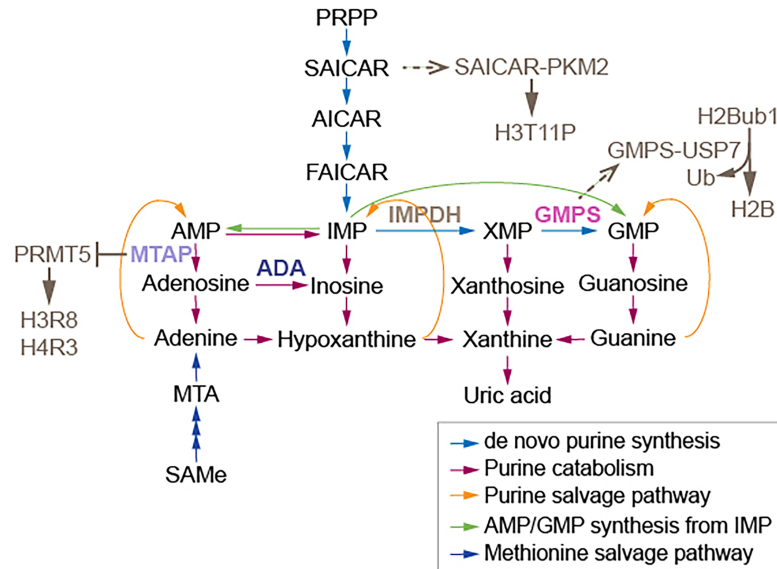 PRPP
SAICAR
SAICAR-PKM2
H2Bub1
AICAR
H3T11P
GMPS-USP7
Ub
FAICAR
H2B
IMPDH
GMPS
AMP
IMP
XMP
GMP
PRMT5
MTAP
ADA
Adenosine
Inosine
Xanthosine
Guanosine
H3R8
H4R3
Adenine
Hypoxanthine
Xanthine
Guanine
MTA
Uric acid
SAMe
de novo purine synthesis
Purine catabolism
Purine salvage pathway
AMP/GMP synthesis from IMP
Methionine salvage pathway